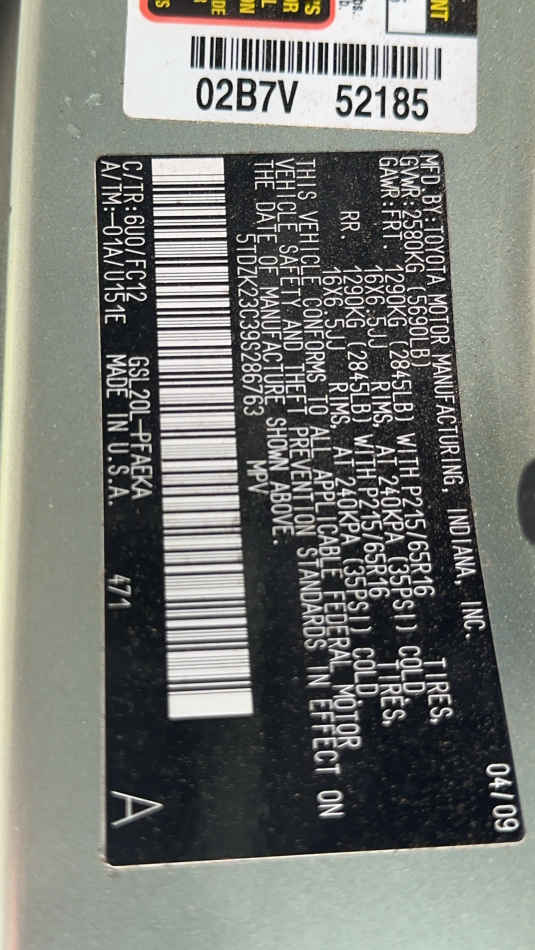 02B7V 52185
MFD.BY:TOYOTA MOTOR MANUFACTURING, INDIANA, INC. 04/09
GVWR:2580KG(5690LB)
GAWR:FRT. 1290KG (2845LB) WITH P215/65R16 TIRES,
16X6.5JJ RIMS, AT 240KPA (35PSI) COLD.
RR. 1290KG (2845LB) WITH P215/65R16 TIRES,
16X6.5JJ RIMS, AT 240KPA (35PSI) COLD
THIS VEHICLE CONFORMS TO ALL APPLICABLE FEDERAL MOTOR
VEHICLE SAFETY AND THEFT PREVENTION STANDARDS IN EFFECT ON
THE DATE OF MANUFACTURE SHOWN ABOVE.
5TDZK23C39S286763 MPV
C/TR:6U0/FC12 GSL20L-PFAEKA
A/TM:-01A/U151E MADE IN U.S.A. 471 A